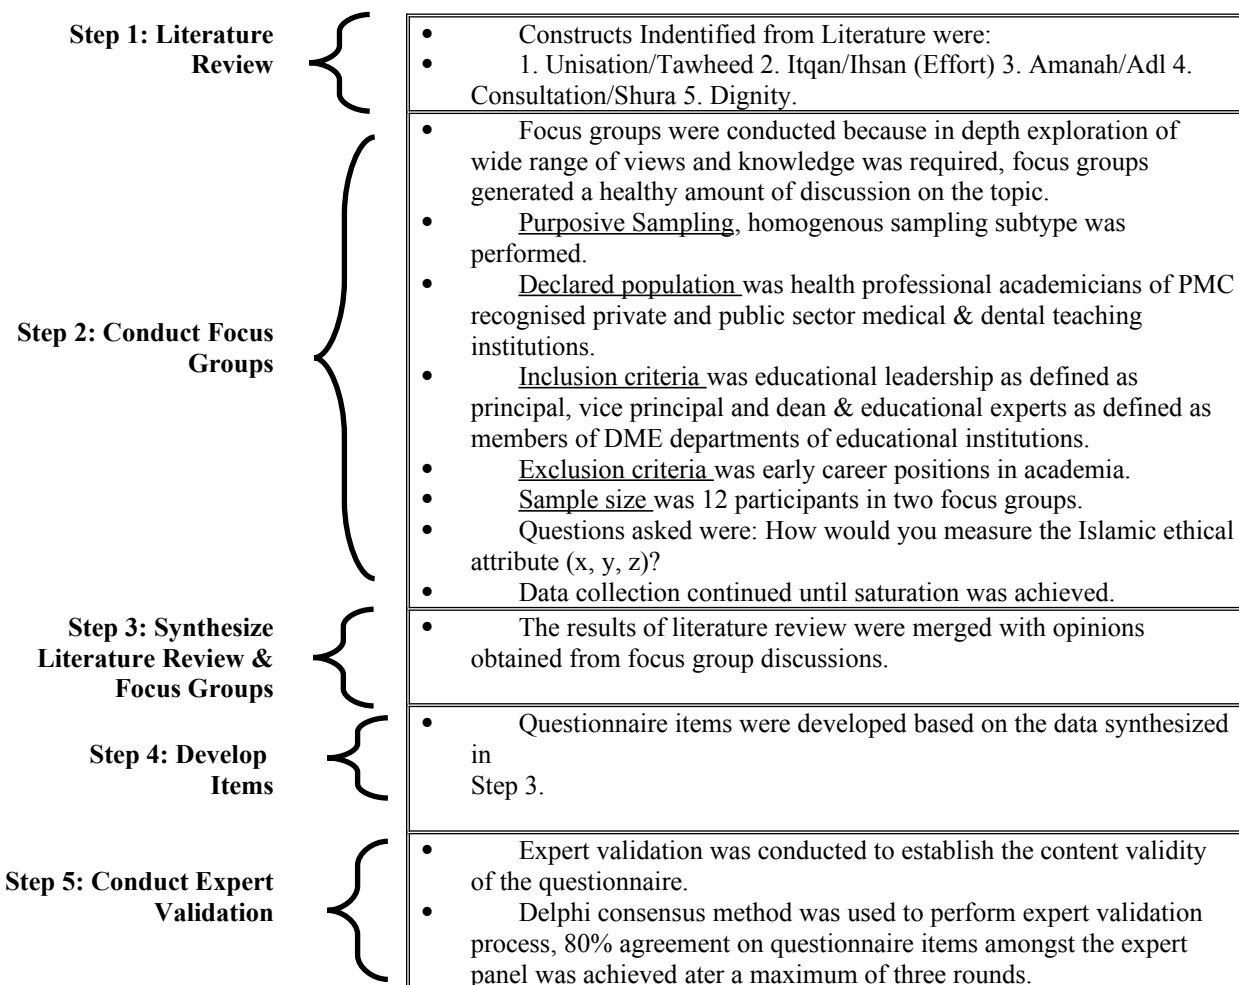 Step 1: Literature
Review
• Constructs Indentified from Literature were:
• 1. Unisation/Tawheed 2. Itqan/Ihsan (Effort) 3. Amanah/Adl 4.
Consultation/Shura 5. Dignity.
Step 2: Conduct Focus
Groups
• Focus groups were conducted because in depth exploration of
wide range of views and knowledge was required, focus groups
generated a healthy amount of discussion on the topic.
• Purposive Sampling, homogenous sampling subtype was
performed.
• Declared population was health professional academicians of PMC
recognised private and public sector medical & dental teaching
institutions.
• Inclusion criteria was educational leadership as defined as
principal, vice principal and dean & educational experts as defined as
members of DME departments of educational institutions.
• Exclusion criteria was early career positions in academia.
• Sample size was 12 participants in two focus groups.
• Questions asked were: How would you measure the Islamic ethical
attribute (x, y, z)?
• Data collection continued until saturation was achieved.
Step 3: Synthesize
Literature Review &
Focus Groups
• The results of literature review were merged with opinions
obtained from focus group discussions.
Step 4: Develop
Items
• Questionnaire items were developed based on the data synthesized
in
Step 3.
Step 5: Conduct Expert
Validation
• Expert validation was conducted to establish the content validity
of the questionnaire.
• Delphi consensus method was used to perform expert validation
process, 80% agreement on questionnaire items amongst the expert
panel was achieved ater a maximum of three rounds.